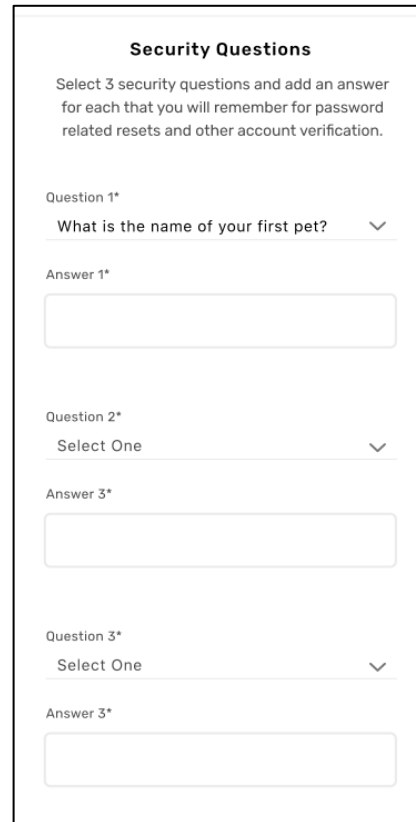 Security Questions
Select 3 security questions and add an answer
for each that you will remember for password
related resets and other account verification.
Question 1*
What is the name of your first pet?
Answer 1*
Question 2*
Select One
Answer 3*
Question 3*
Select One
Answer 3*